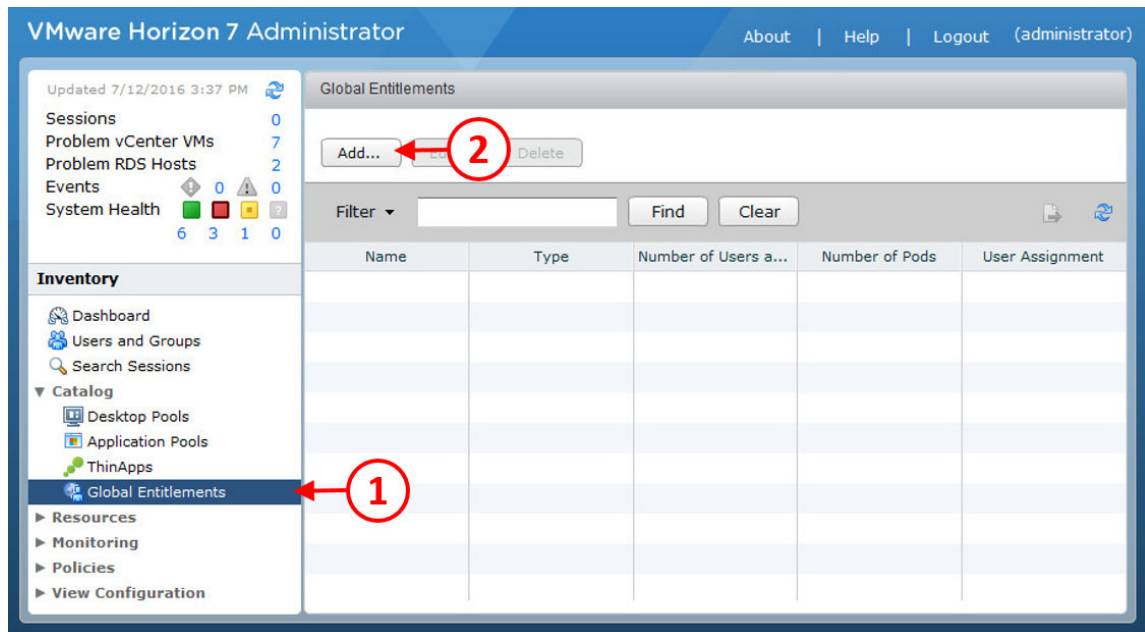 VMware Horizon 7 Administrator
About | Help | Logout (administrator)
Updated 7/12/2016 3:37 PM
Sessions 0
Problem vCenter VMs 7
Problem RDS Hosts 2
Events 0 0
System Health ?
6 3 1 0
Inventory
Dashboard
Users and Groups
Search Sessions
Catalog
Desktop Pools
Application Pools
ThinApps
Global Entitlements
1
Resources
Monitoring
Policies
View Configuration
Global Entitlements
Add... 2 Delete
Filter Find Clear
Name Type Number of Users a... Number of Pods User Assignment